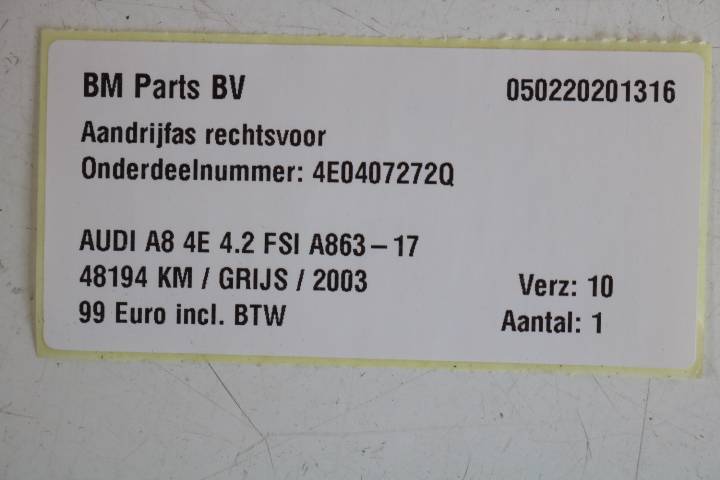 BM Parts BV 050220201316
Aandrijfas rechtsvoor
Onderdeelnummer: 4E0407272Q
AUDI A8 4E 4.2 FSI A863-17
48194 KM / GRIJS / 2003 Verz: 10
99 Euro incl. BTW Aantal: 1